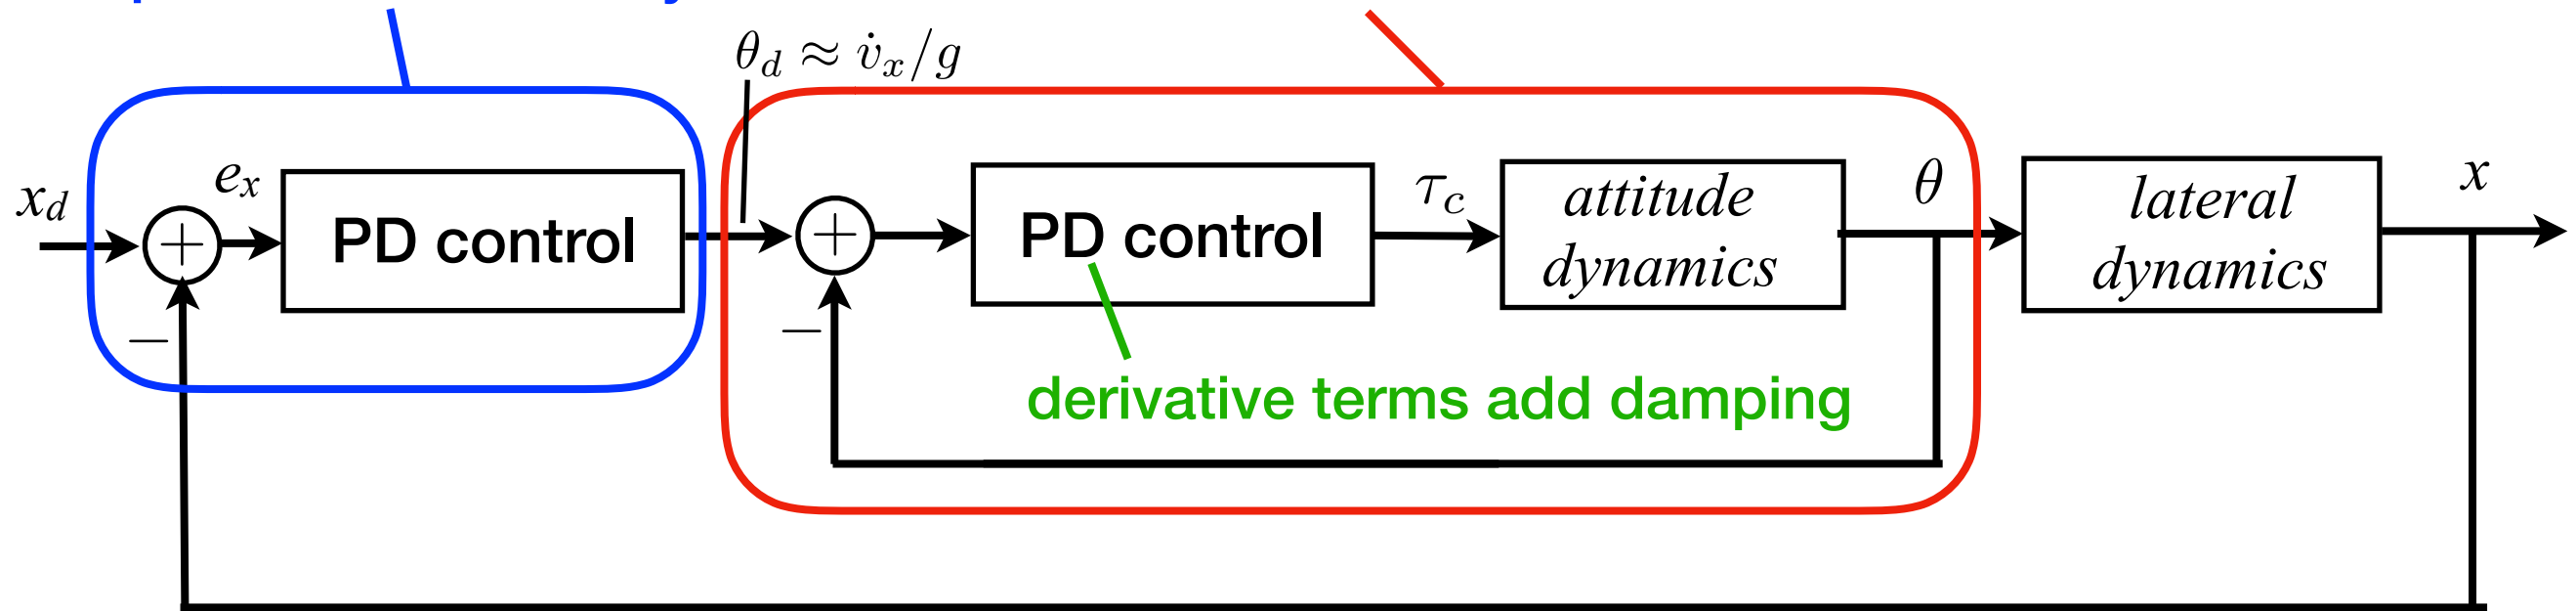 θ_d ≈ v̇_x/g
x_d
e_x
PD control
+
−
+
−
PD control
τ_c
attitude
dynamics
θ
lateral
dynamics
x
derivative terms add damping